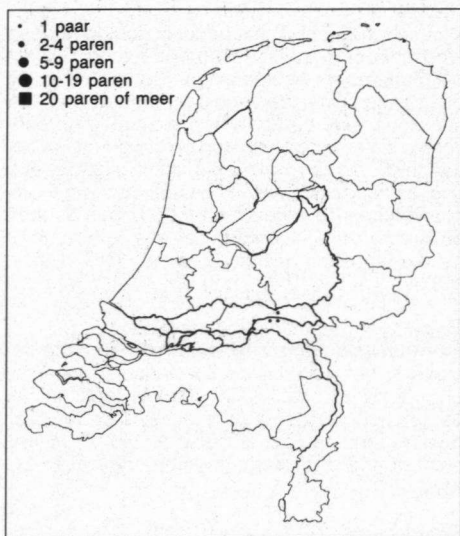 1 paar
2-4 paren
5-9 paren
10-19 paren
20 paren of meer